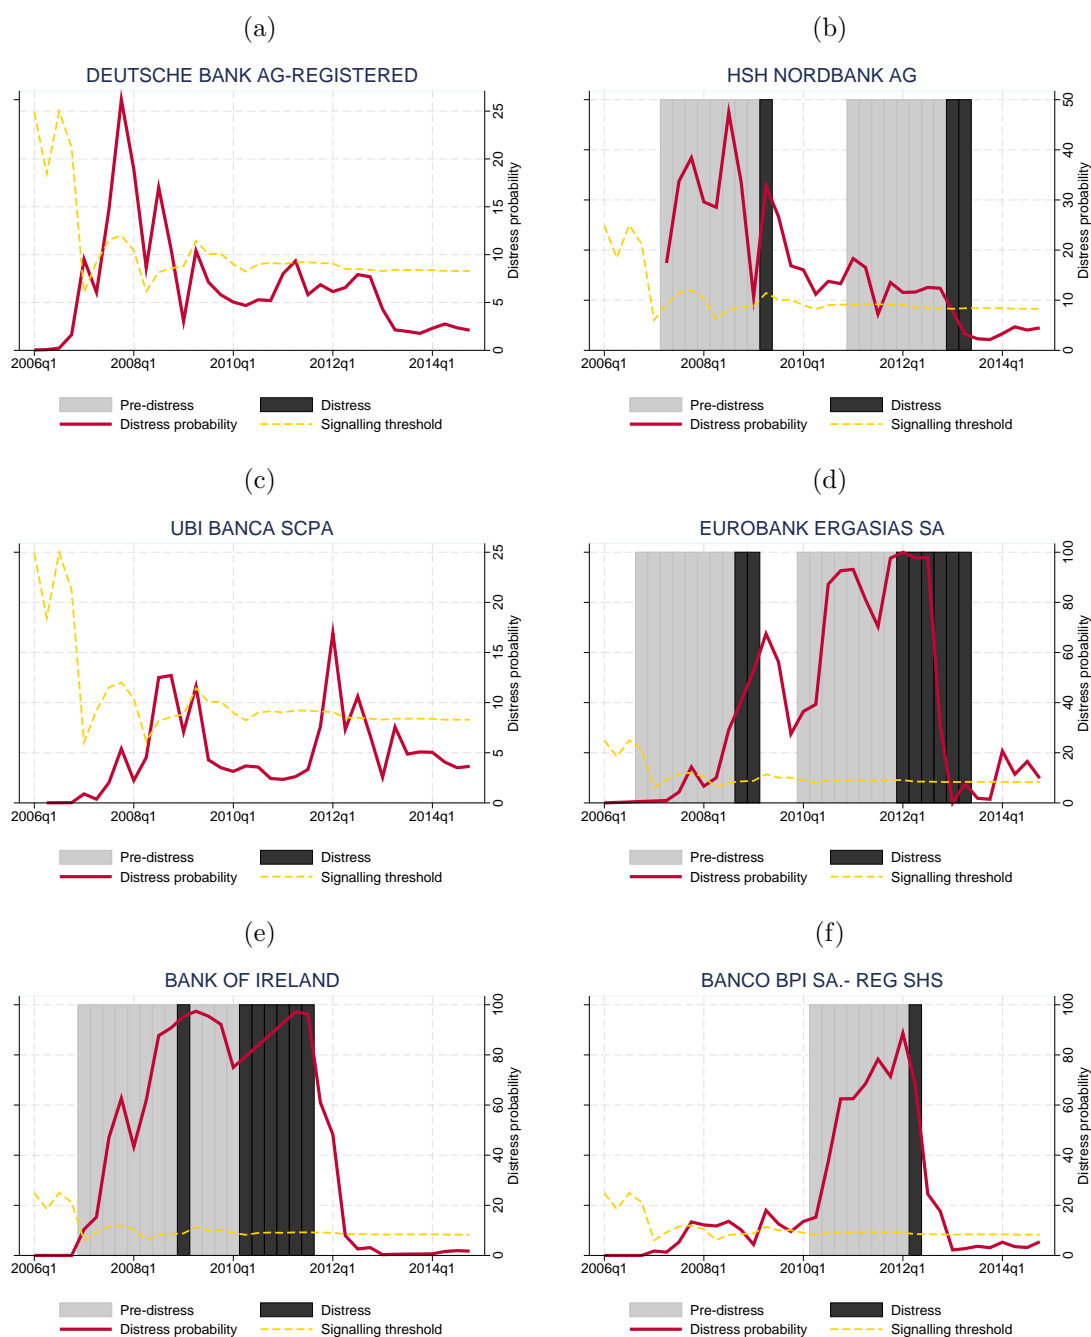 (a)
DEUTSCHE BANK AG-REGISTERED
0 5 10 15 20 25
Distress probability
2006q1 2008q1 2010q1 2012q1 2014q1
Pre-distress Distress
Distress probability Signalling threshold
(b)
HSH NORDBANK AG
0 10 20 30 40 50
Distress probability
2006q1 2008q1 2010q1 2012q1 2014q1
Pre-distress Distress
Distress probability Signalling threshold
(c)
UBI BANCA SCPA
0 5 10 15 20 25
Distress probability
2006q1 2008q1 2010q1 2012q1 2014q1
Pre-distress Distress
Distress probability Signalling threshold
(d)
EUROBANK ERGASIAS SA
0 20 40 60 80 100
Distress probability
2006q1 2008q1 2010q1 2012q1 2014q1
Pre-distress Distress
Distress probability Signalling threshold
(e)
BANK OF IRELAND
0 20 40 60 80 100
Distress probability
2006q1 2008q1 2010q1 2012q1 2014q1
Pre-distress Distress
Distress probability Signalling threshold
(f)
BANCO BPI SA.- REG SHS
0 20 40 60 80 100
Distress probability
2006q1 2008q1 2010q1 2012q1 2014q1
Pre-distress Distress
Distress probability Signalling threshold